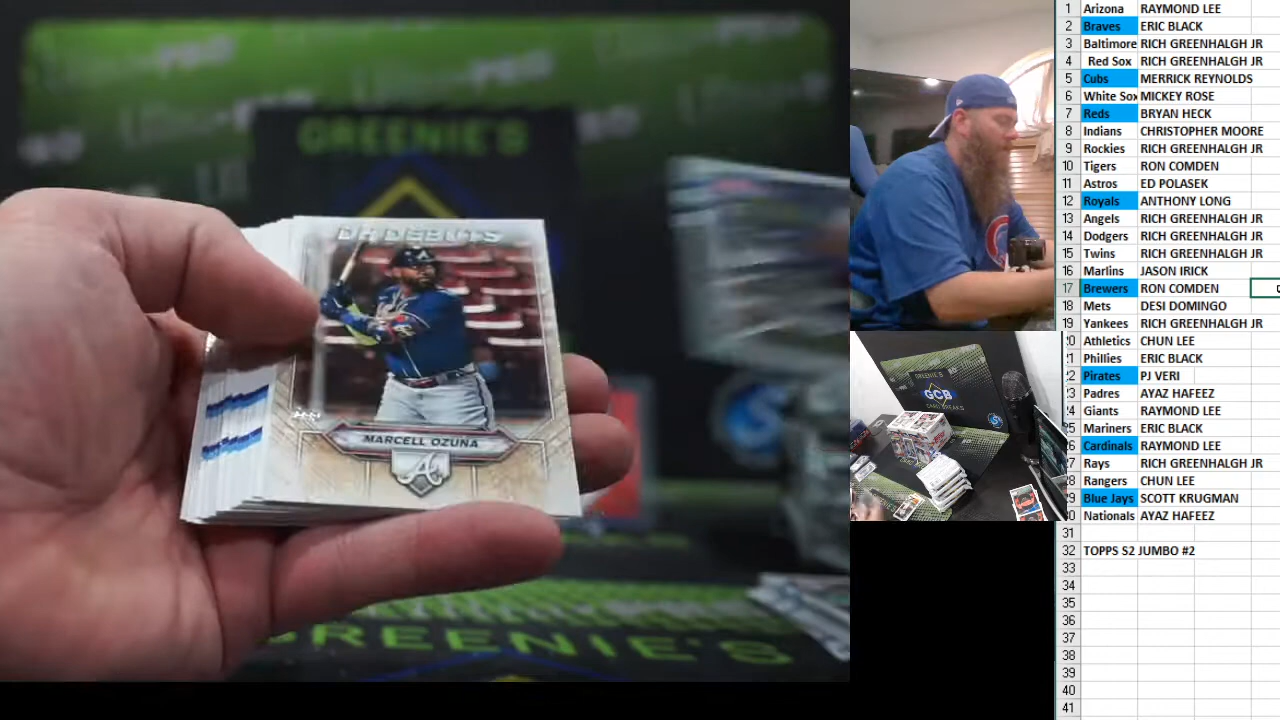 GREENIE'S
DH DEBUTS
MARCELL OZUNA
A
GREENIE'S
GREENIE'S
GCB
CARD BREAKS
1 Arizona RAYMOND LEE
2 Braves ERIC BLACK
3 Baltimore RICH GREENHALGH JR
4 Red Sox RICH GREENHALGH JR
5 Cubs MERRICK REYNOLDS
6 White Sox MICKEY ROSE
7 Reds BRYAN HECK
8 Indians CHRISTOPHER MOORE
9 Rockies RICH GREENHALGH JR
10 Tigers RON COMDEN
11 Astros ED POLASEK
12 Royals ANTHONY LONG
13 Angels RICH GREENHALGH JR
14 Dodgers RICH GREENHALGH JR
15 Twins RICH GREENHALGH JR
16 Marlins JASON IRICK
17 Brewers RON COMDEN
18 Mets DESI DOMINGO
19 Yankees RICH GREENHALGH JR
20 Athletics CHUN LEE
21 Phillies ERIC BLACK
22 Pirates PJ VERI
23 Padres AYAZ HAFEEZ
24 Giants RAYMOND LEE
25 Mariners ERIC BLACK
26 Cardinals RAYMOND LEE
27 Rays RICH GREENHALGH JR
28 Rangers CHUN LEE
29 Blue Jays SCOTT KRUGMAN
30 Nationals AYAZ HAFEEZ
31
32 TOPPS S2 JUMBO #2
33
34
35
36
37
38
39
40
41